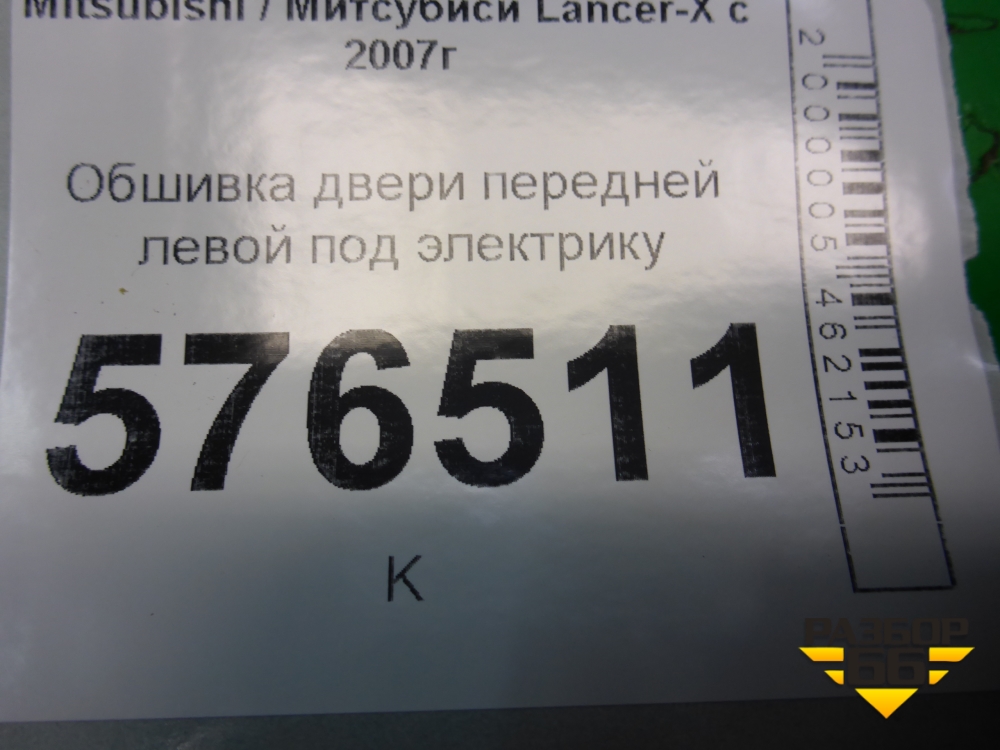 Mitsubishi / Митсубиси Lancer-X с
2007г
Обшивка двери передней
левой под электрику
576511
К
2000005462153
РАЗБОР
66